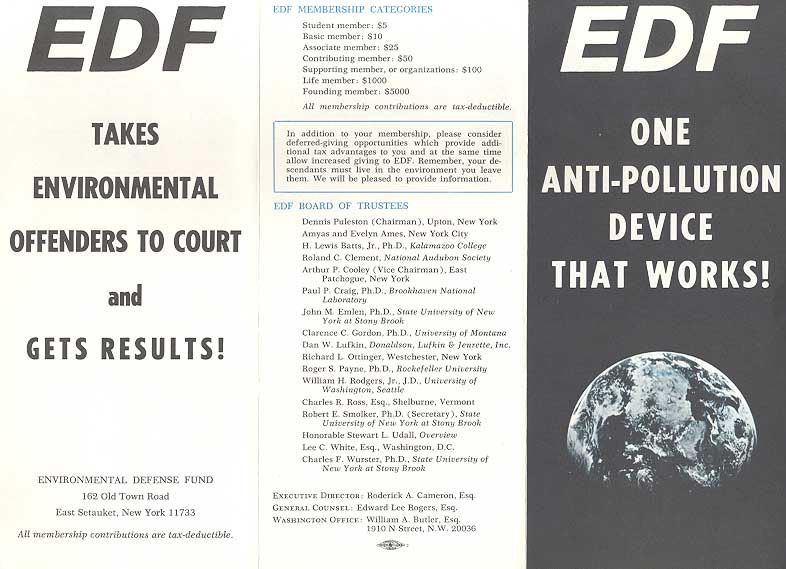 EDF
TAKES
ENVIRONMENTAL
OFFENDERS TO COURT
and
GETS RESULTS!
ENVIRONMENTAL DEFENSE FUND
162 Old Town Road
East Setauket, New York 11733
All membership contributions are tax-deductible.
EDF MEMBERSHIP CATEGORIES
Student member: $5
Basic member: $10
Associate member: $25
Contributing member: $50
Supporting member, or organizations: $100
Life member: $1000
Founding member: $5000
All membership contributions are tax-deductible.
In addition to your membership, please consider
deferred-giving opportunities which provide addi-
tional tax advantages to you and at the same time
allow increased giving to EDF. Remember, your de-
scendants must live in the environment you leave
them. We will be pleased to provide information.
EDF BOARD OF TRUSTEES
Dennis Puleston (Chairman), Upton, New York
Amyas and Evelyn Ames, New York City
H. Lewis Batts, Jr., Ph.D., Kalamazoo College
Roland C. Clement, National Audubon Society
Arthur P. Cooley (Vice Chairman), East
Patchogue, New York
Paul P. Craig, Ph.D., Brookhaven National
Laboratory
John M. Emlen, Ph.D., State University of New
York at Stony Brook
Clarence C. Gordon, Ph.D., University of Montana
Dan W. Lufkin, Donaldson, Lufkin & Jenrette, Inc.
Richard L. Ottinger, Westchester, New York
Roger S. Payne, Ph.D., Rockefeller University
William H. Rodgers, Jr., J.D., University of
Washington, Seattle
Charles R. Ross, Esq., Shelburne, Vermont
Robert E. Smolker, Ph.D. (Secretary), State
University of New York at Stony Brook
Honorable Stewart L. Udall, Overview
Lee C. White, Esq., Washington, D.C.
Charles F. Wurster, Ph.D., State University of
New York at Stony Brook
EXECUTIVE DIRECTOR: Roderick A. Cameron, Esq.
GENERAL COUNSEL: Edward Lee Rogers, Esq.
WASHINGTON OFFICE: William A. Butler, Esq.
1910 N Street, N.W. 20036
EDF
ONE
ANTI-POLLUTION
DEVICE
THAT WORKS!